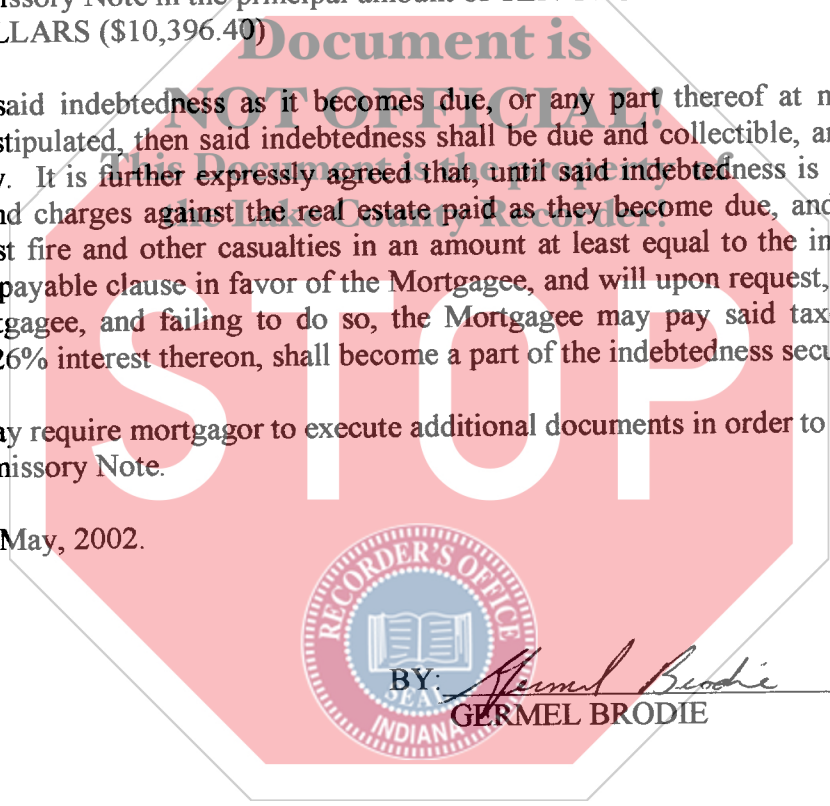 issory Note in the principal amount of TEN
LLARS ($10,396.40)
Document is
NOT OFFICIAL!
This Document is the property of
the Lake County Recorder!
said indebtedness as it becomes due, or any part thereof at
stipulated, then said indebtedness shall be due and collectible,
y. It is further expressly agreed that, until said indebtedness is
nd charges against the real estate paid as they become due, and
st fire and other casualties in an amount at least equal to the
payable clause in favor of the Mortgagee, and will upon request,
gagee, and failing to do so, the Mortgagee may pay said tax
26% interest thereon, shall become a part of the indebtedness secu
STOP
ay require mortgagor to execute additional documents in order to
missory Note.
May, 2002.
RECORDER'S OFFICE
SEAL
INDIANA
BY: Germel Brodie
GERMEL BRODIE